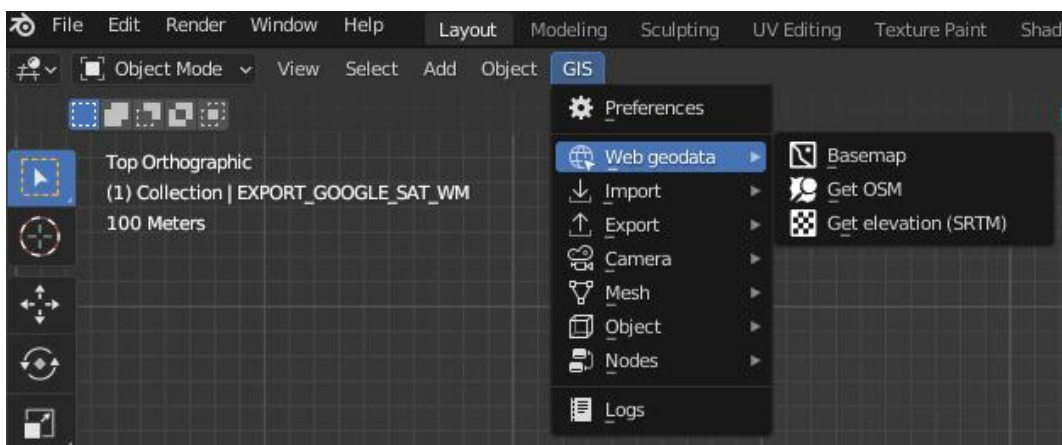 File Edit Render Window Help Layout Modeling Sculpting UV Editing Texture Paint Shad
Object Mode View Select Add Object GIS
Preferences
Top Orthographic
(1) Collection | EXPORT_GOOGLE_SAT_WM
100 Meters
Web geodata
Import
Export
Camera
Mesh
Object
Nodes
Logs
Basemap
Get OSM
Get elevation (SRTM)